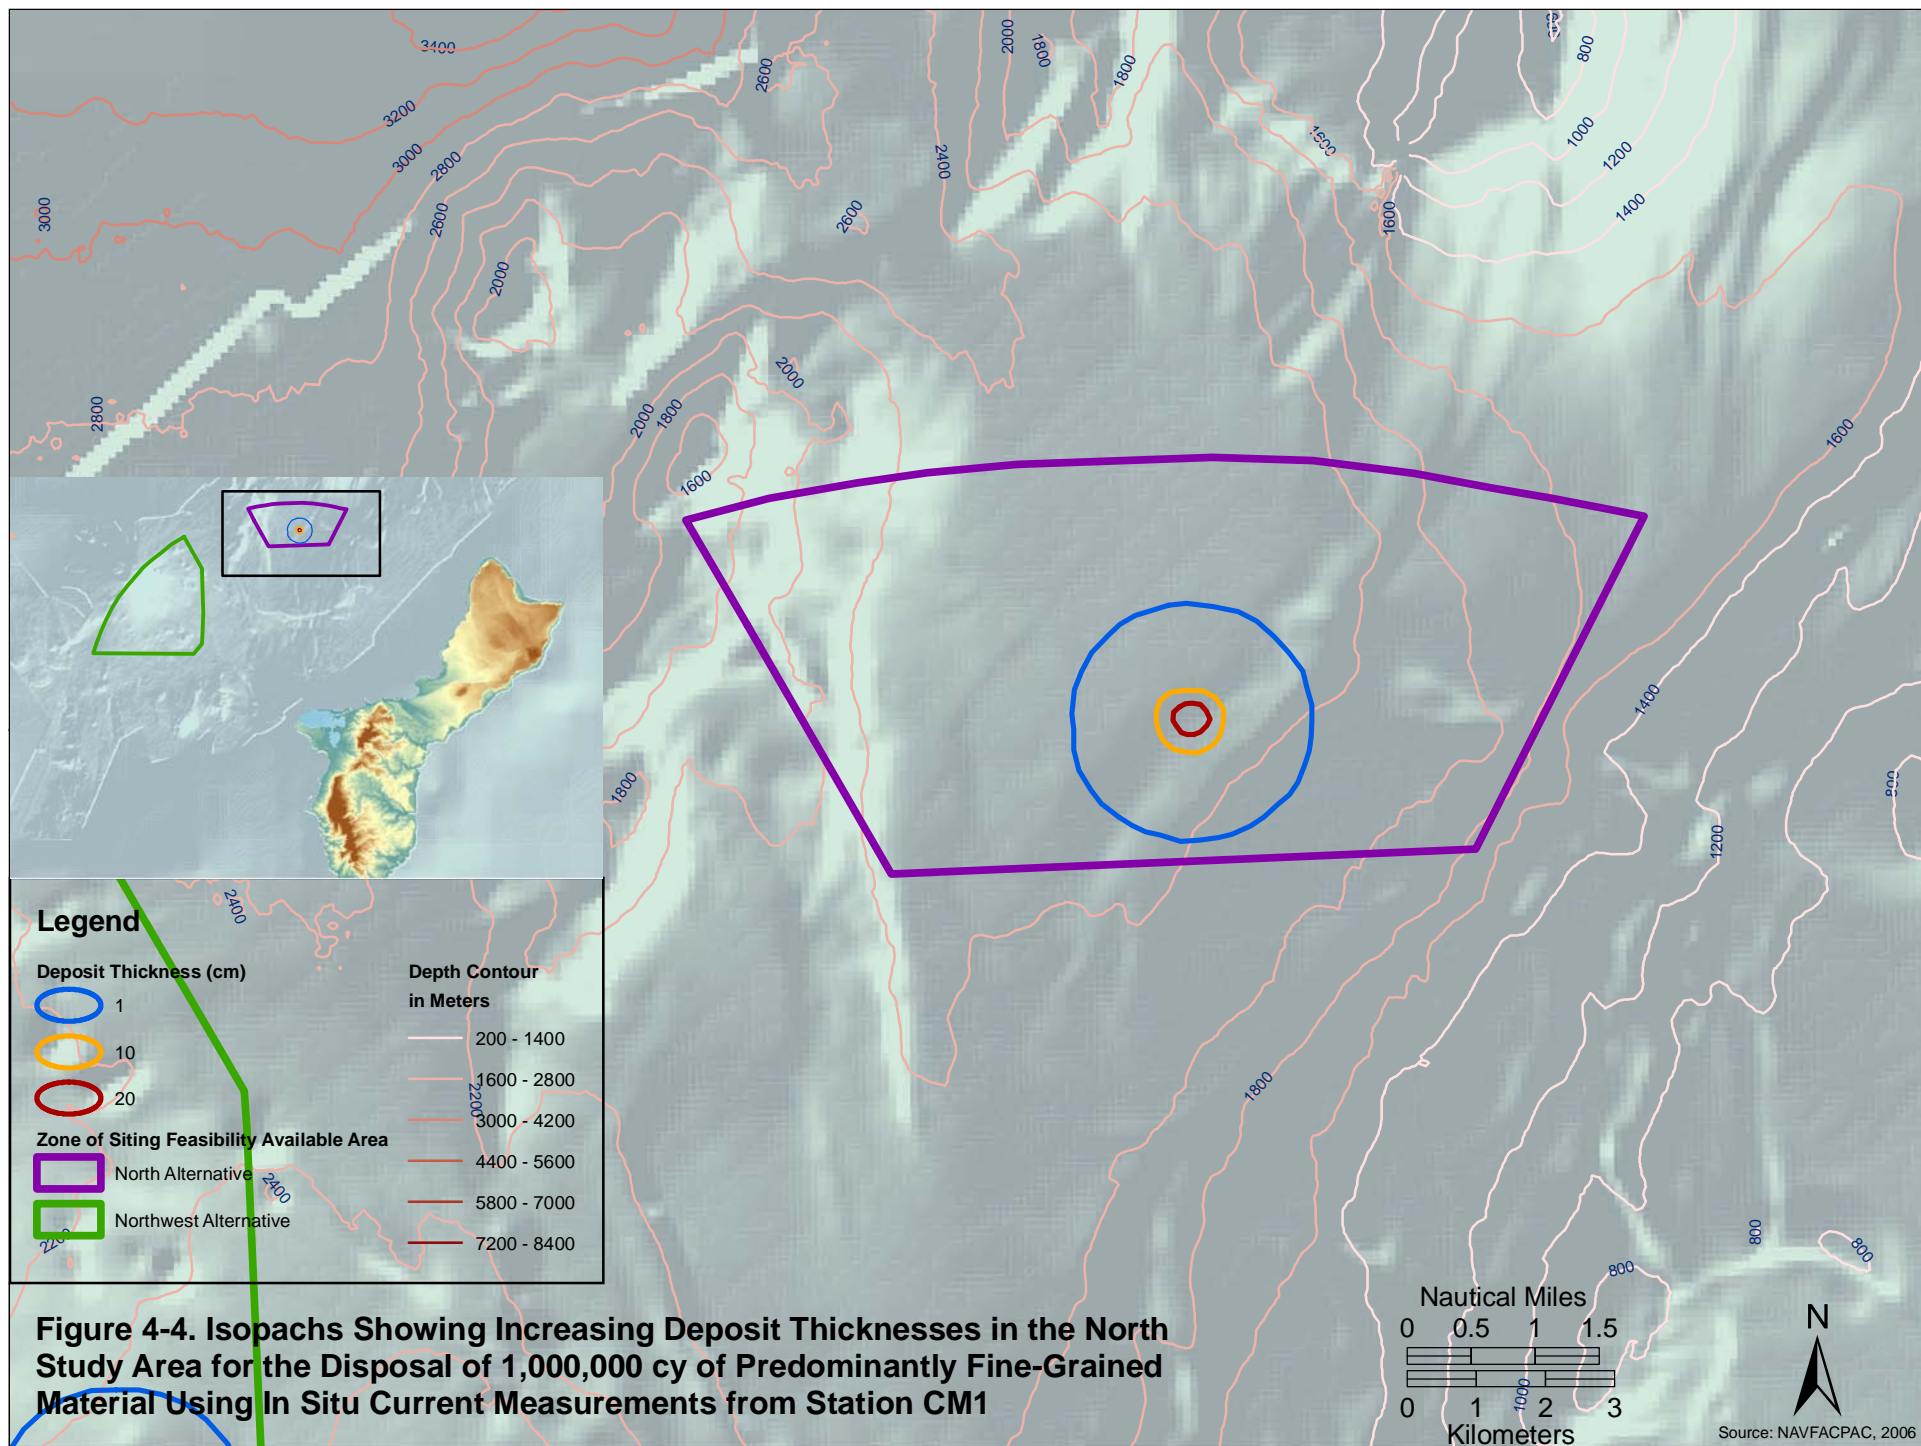 3400
2000
1800
1800
2600
800
3200
3000
2800
2400
1600
1000
1200
1400
3000
2600
2600
1600
2000
2000
2800
2000
1800
1600
1600
1400
1800
800
1200
2400
Legend
Deposit Thickness (cm)
1
10
20
Zone of Siting Feasibility Available Area
North Alternative
Northwest Alternative
Depth Contour
in Meters
200 - 1400
1600 - 2800
3000 - 4200
4400 - 5600
5800 - 7000
7200 - 8400
2200
2400
2200
1800
800
800
800
1000
Figure 4-4. Isopachs Showing Increasing Deposit Thicknesses in the North
Study Area for the Disposal of 1,000,000 cy of Predominantly Fine-Grained
Material Using In Situ Current Measurements from Station CM1
Nautical Miles
0 0.5 1 1.5
0 1 2 3
Kilometers
N
Source: NAVFACPAC, 2006